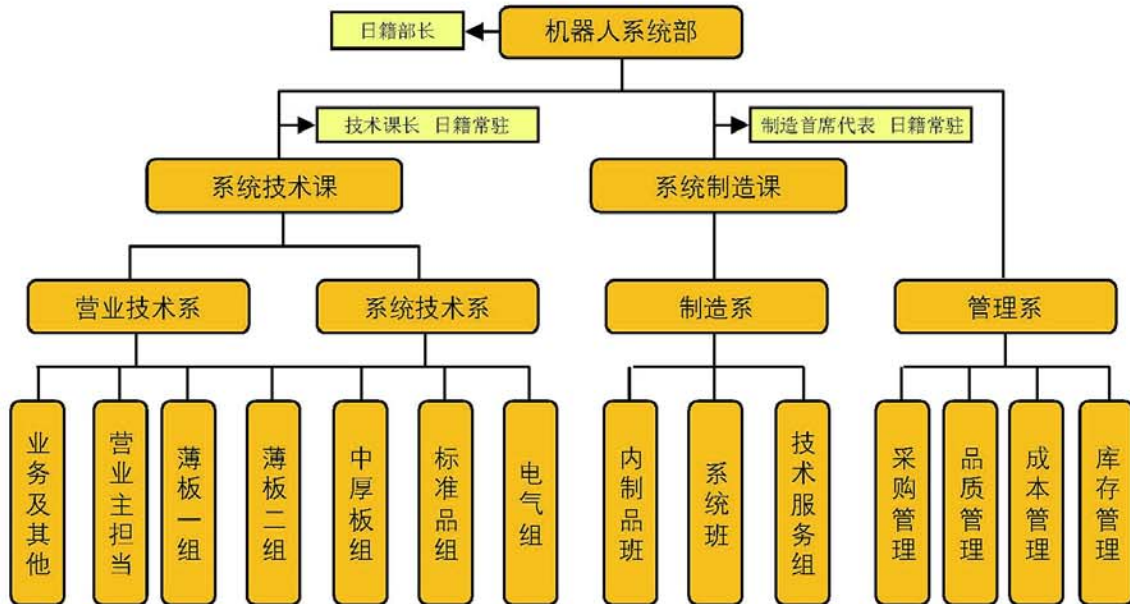 日籍部长
机器人系统部
技术课长 日籍常驻
制造首席代表 日籍常驻
系统技术课
系统制造课
营业技术系
系统技术系
制造系
管理系
业务及其他
营业主担当
薄板一组
薄板二组
中厚板组
标准品组
电气组
内制品班
系统班
技术服务组
采购管理
品质管理
成本管理
库存管理